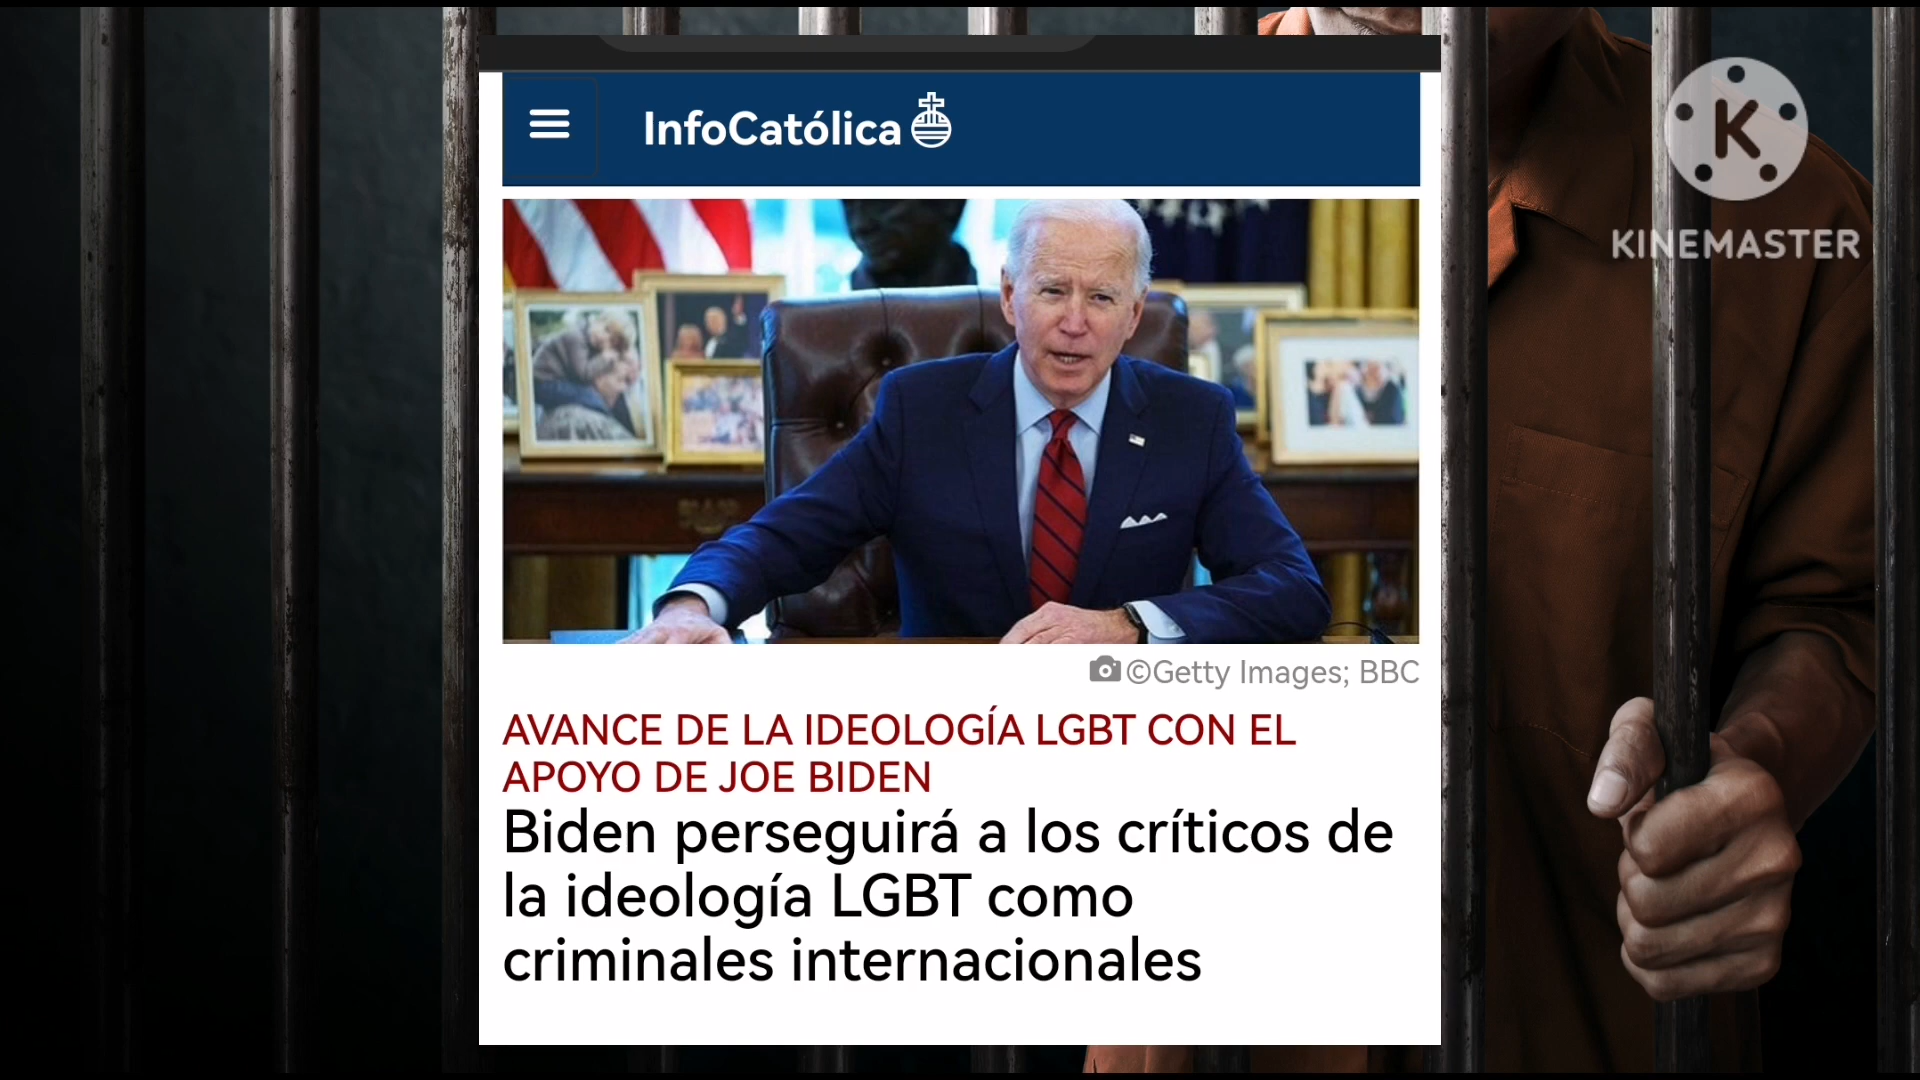 InfoCatólica
K
KINEMASTER
©Getty Images; BBC
AVANCE DE LA IDEOLOGÍA LGBT CON EL
APOYO DE JOE BIDEN
Biden perseguirá a los críticos de
la ideología LGBT como
criminales internacionales